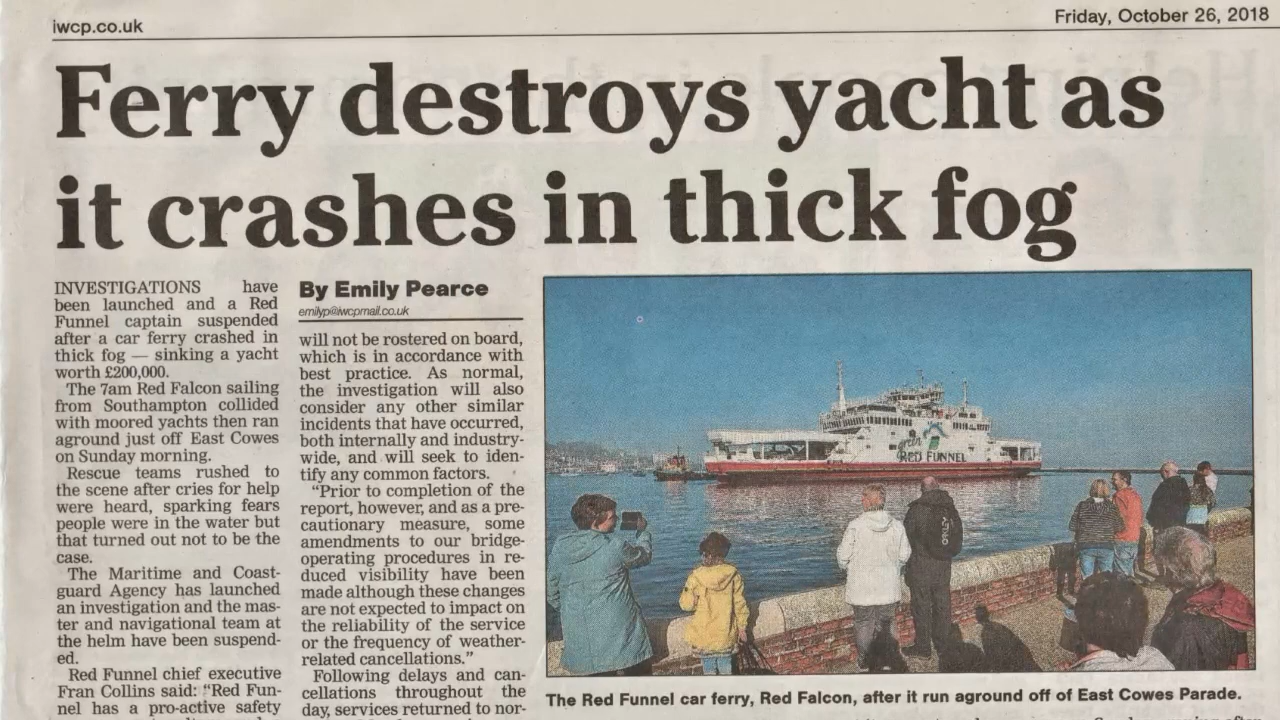 iwcp.co.uk
Friday, October 26, 2018
Ferry destroys yacht as
it crashes in thick fog
INVESTIGATIONS have
been launched and a Red
Funnel captain suspended
after a car ferry crashed in
thick fog — sinking a yacht
worth £200,000.
The 7am Red Falcon sailing
from Southampton collided
with moored yachts then ran
aground just off East Cowes
on Sunday morning.
Rescue teams rushed to
the scene after cries for help
were heard, sparking fears
people were in the water but
that turned out not to be the
case.
The Maritime and Coast-
guard Agency has launched
an investigation and the mas-
ter and navigational team at
the helm have been suspend-
ed.
Red Funnel chief executive
Fran Collins said: “Red Fun-
nel has a pro-active safety
By Emily Pearce
emilyp@iwcpmail.co.uk
will not be rostered on board,
which is in accordance with
best practice. As normal,
the investigation will also
consider any other similar
incidents that have occurred,
both internally and industry-
wide, and will seek to iden-
tify any common factors.
“Prior to completion of the
report, however, and as a pre-
cautionary measure, some
amendments to our bridge-
operating procedures in re-
duced visibility have been
made although these changes
are not expected to impact on
the reliability of the service
or the frequency of weather-
related cancellations.”
Following delays and can-
cellations throughout the
day, services returned to nor-
green
RED FUNNEL
The Red Funnel car ferry, Red Falcon, after it run aground off of East Cowes Parade.